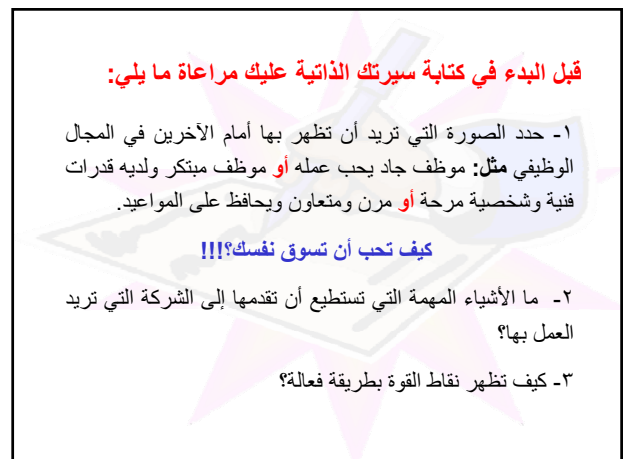 قبل البدء في كتابة سيرتك الذاتية عليك مراعاة ما يلي:
١- حدد الصورة التي تريد أن تظهر بها أمام الآخرين في المجال
الوظيفي مثل: موظف جاد يحب عمله أو موظف مبتكر ولديه قدرات
فنية وشخصية مرحة أو مرن ومتعاون ويحافظ على المواعيد.
كيف تحب أن تسوق نفسك؟!!!
٢- ما الأشياء المهمة التي تستطيع أن تقدمها إلى الشركة التي تريد
العمل بها؟
٣- كيف تظهر نقاط القوة بطريقة فعالة؟